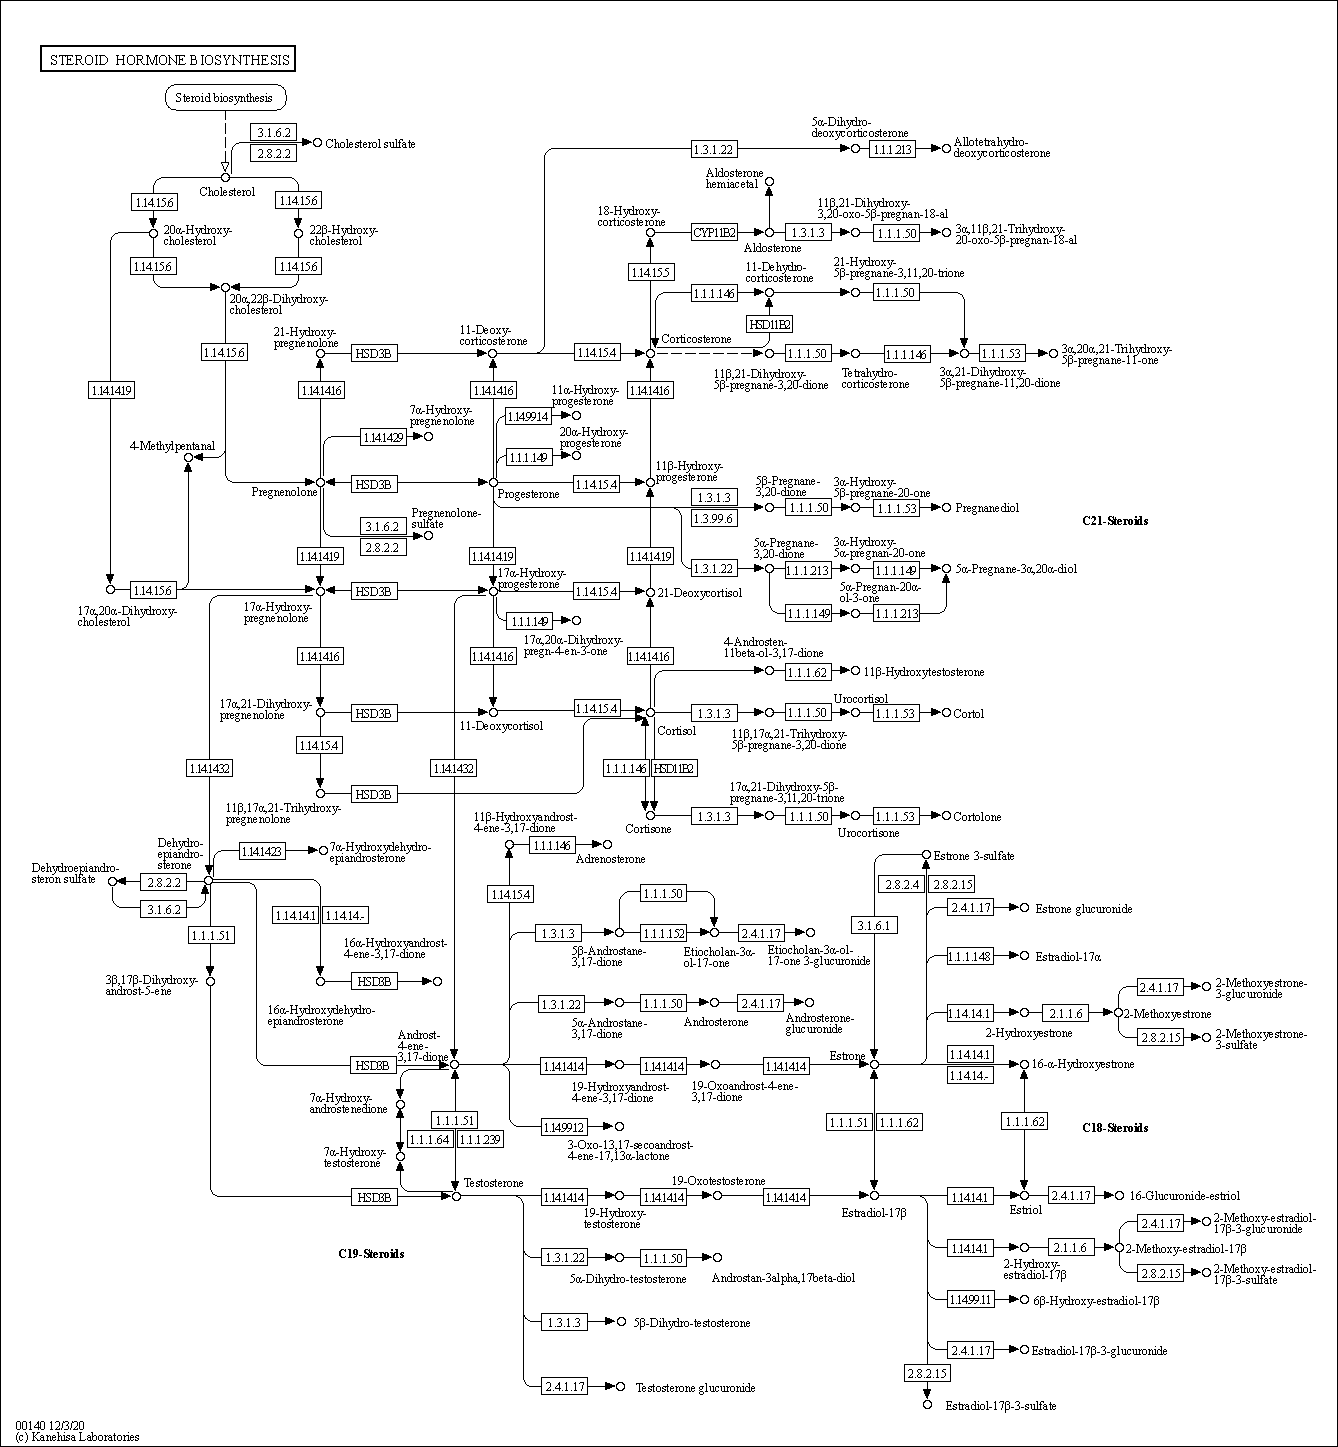 STEROID HORMONE BIOSYNTHESIS
Steroid biosynthesis
3.1.6.2
2.8.2.2
Cholesterol sulfate
Cholesterol
1.14.15.6
1.14.15.6
20α-Hydroxy-
cholesterol
22β-Hydroxy-
cholesterol
1.14.15.6
1.14.15.6
20α,22β-Dihydroxy-
cholesterol
1.14.15.6
1.14.14.19
4-Methylpentanal
1.14.15.6
17α,20α-Dihydroxy-
cholesterol
5α-Dihydro-
deoxycorticosterone
1.3.1.22
1.1.1.213
Allotetrahydro-
deoxycorticosterone
Aldosterone
hemiacetal
18-Hydroxy-
corticosterone
CYP11B2
Aldosterone
11β,21-Dihydroxy-
3,20-oxo-5β-pregnan-18-al
1.3.1.3
1.1.1.50
3α,11β,21-Trihydroxy-
20-oxo-5β-pregnan-18-al
1.14.15.5
11-Dehydro-
corticosterone
21-Hydroxy-
5β-pregnane-3,11,20-trione
1.1.1.146
1.1.1.50
HSD11B2
21-Hydroxy-
pregnenolone
HSD3B
11-Deoxy-
corticosterone
1.14.15.4
Corticosterone
11β,21-Dihydroxy-
5β-pregnane-3,20-dione
1.1.1.50
Tetrahydro-
corticosterone
1.1.1.146
3α,21-Dihydroxy-
5β-pregnane-11,20-dione
1.1.1.53
3α,20α,21-Trihydroxy-
5β-pregnane-11-one
1.14.14.16
1.14.14.16
1.14.14.16
7α-Hydroxy-
pregnenolone
1.14.14.29
11α-Hydroxy-
progesterone
1.14.99.14
20α-Hydroxy-
progesterone
1.1.1.149
Pregnenolone
HSD3B
Progesterone
1.14.15.4
11β-Hydroxy-
progesterone
3.1.6.2
2.8.2.2
Pregnenolone-
sulfate
1.3.1.3
1.3.99.6
5β-Pregnane-
3,20-dione
1.1.1.50
3α-Hydroxy-
5β-pregnane-20-one
1.1.1.53
Pregnanediol
C21-Steroids
1.14.14.19
1.14.14.19
1.14.14.19
1.3.1.22
5α-Pregnane-
3,20-dione
1.1.1.213
3α-Hydroxy-
5α-pregnan-20-one
1.1.1.149
5α-Pregnane-3α,20α-diol
1.1.1.149
5α-Pregnan-20α-
ol-3-one
1.1.1.213
17α-Hydroxy-
pregnenolone
HSD3B
17α-Hydroxy-
progesterone
1.14.15.4
21-Deoxycortisol
1.1.1.149
17α,20α-Dihydroxy-
pregn-4-en-3-one
1.14.14.16
1.14.14.16
1.14.14.16
4-Androsten-
11beta-ol-3,17-dione
1.1.1.62
11β-Hydroxytestosterone
17α,21-Dihydroxy-
pregnenolone
HSD3B
11-Deoxycortisol
1.14.15.4
Cortisol
1.3.1.3
11β,17α,21-Trihydroxy-
5β-pregnane-3,20-dione
1.1.1.50
Urocortisol
1.1.1.53
Cortol
1.14.15.4
1.14.14.32
1.14.14.32
1.1.1.146
HSD11B2
11β,17α,21-Trihydroxy-
pregnenolone
HSD3B
Cortisone
1.3.1.3
17α,21-Dihydroxy-5β-
pregnane-3,11,20-trione
1.1.1.50
Urocortisone
1.1.1.53
Cortolone
Dehydro-
epiandro-
sterone
1.14.14.23
7α-Hydroxydehydro-
epiandrosterone
Dehydroepiandro-
steron sulfate
2.8.2.2
3.1.6.2
1.1.1.51
1.14.14.1
1.14.14.-
16α-Hydroxyandrost-
4-ene-3,17-dione
3β,17β-Dihydroxy-
androst-5-ene
HSD3B
16α-Hydroxydehydro-
epiandrosterone
11β-Hydroxyandrost-
4-ene-3,17-dione
1.1.1.146
Adrenosterone
1.14.15.4
1.3.1.3
5β-Androstane-
3,17-dione
1.1.1.50
1.1.1.152
Etiocholan-3α-
ol-17-one
2.4.1.17
Etiocholan-3α-ol-
17-one 3-glucuronide
1.3.1.22
5α-Androstane-
3,17-dione
1.1.1.50
Androsterone
2.4.1.17
Androsterone-
glucuronide
Androst-
4-ene-
3,17-dione
HSD3B
1.14.14.14
19-Hydroxyandrost-
4-ene-3,17-dione
1.14.14.14
19-Oxoandrost-4-ene-
3,17-dione
1.14.14.14
Estrone
1.14.99.12
3-Oxo-13,17-secoandrost-
4-ene-17,13α-lactone
7α-Hydroxy-
androstenedione
1.1.1.51
1.1.1.64
1.1.1.239
7α-Hydroxy-
testosterone
HSD3B
Testosterone
1.14.14.14
19-Hydroxy-
testosterone
1.14.14.14
19-Oxotestosterone
1.14.14.14
Estradiol-17β
1.3.1.22
5α-Dihydro-testosterone
1.1.1.50
Androstan-3alpha,17beta-diol
1.3.1.3
5β-Dihydro-testosterone
2.4.1.17
Testosterone glucuronide
C19-Steroids
Estrone 3-sulfate
2.8.2.4
2.8.2.15
3.1.6.1
2.4.1.17
Estrone glucuronide
1.1.1.148
Estradiol-17α
1.14.14.1
2-Hydroxyestrone
2.1.1.6
2-Methoxyestrone
2.4.1.17
2-Methoxyestrone-
3-glucuronide
2.8.2.15
2-Methoxyestrone-
3-sulfate
1.14.14.1
1.14.14.-
16-α-Hydroxyestrone
1.1.1.51
1.1.1.62
1.1.1.62
C18-Steroids
1.14.14.1
Estriol
2.4.1.17
16-Glucuronide-estriol
1.14.14.1
2-Hydroxy-
estradiol-17β
2.1.1.6
2-Methoxy-estradiol-17β
2.4.1.17
2-Methoxy-estradiol-
17β-3-glucuronide
2.8.2.15
2-Methoxy-estradiol-
17β-3-sulfate
1.14.99.11
6β-Hydroxy-estradiol-17β
2.4.1.17
Estradiol-17β-3-glucuronide
2.8.2.15
Estradiol-17β-3-sulfate
00140 12/3/20
(c) Kanehisa Laboratories